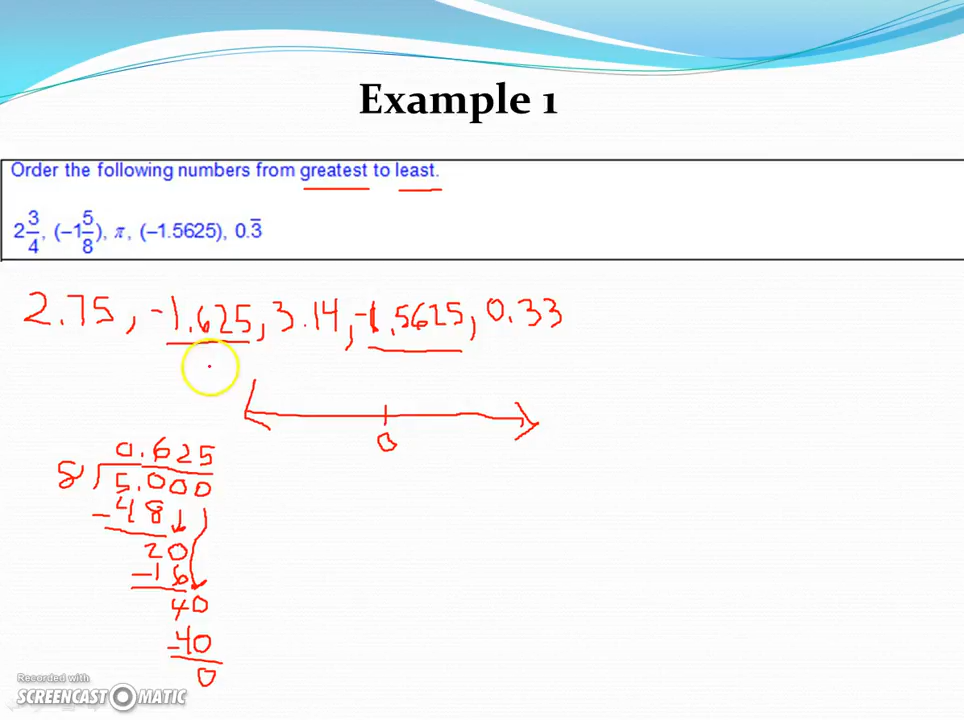 Example 1
Order the following numbers from greatest to least.
2 3/4, (−1 5/8), π, (−1.5625), 0.3̅
2.75, -1.625, 3.14, -1.5625, 0.33
0
0.625
8 5.000
-48
20
-16
40
-40
0
Recorded with
SCREENCAST MATIC